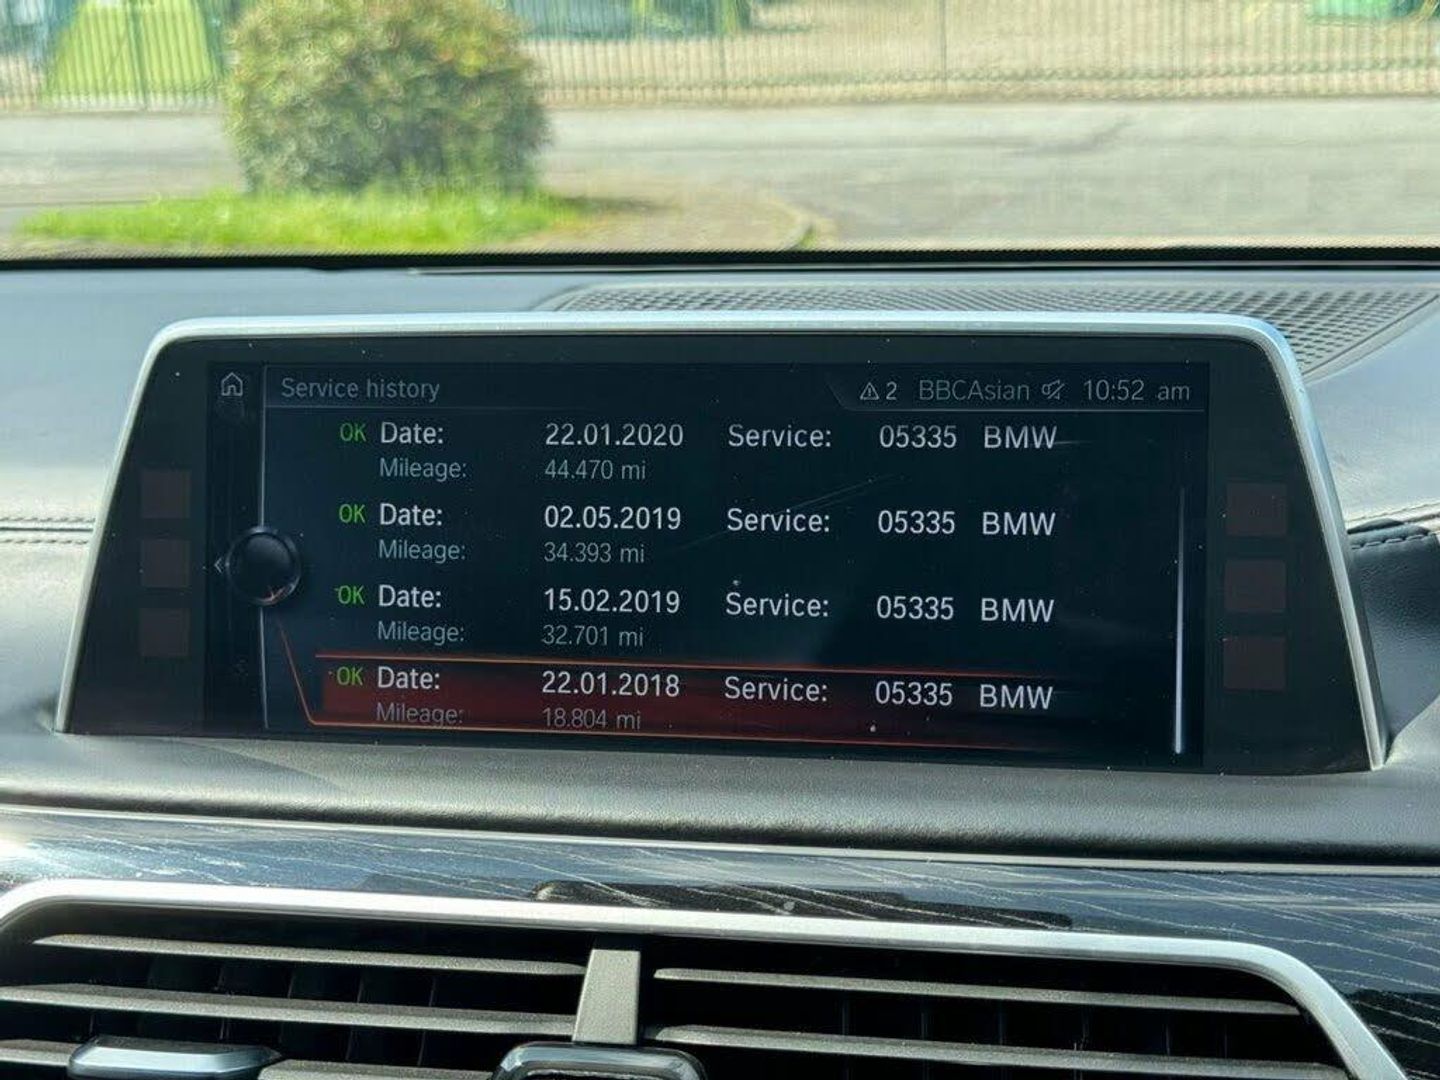 Service history 2 BBCAsian 10:52 am
OK Date: 22.01.2020 Service: 05335 BMW
Mileage: 44.470 mi
OK Date: 02.05.2019 Service: 05335 BMW
Mileage: 34.393 mi
OK Date: 15.02.2019 Service: 05335 BMW
Mileage: 32.701 mi
OK Date: 22.01.2018 Service: 05335 BMW
Mileage: 18.804 mi